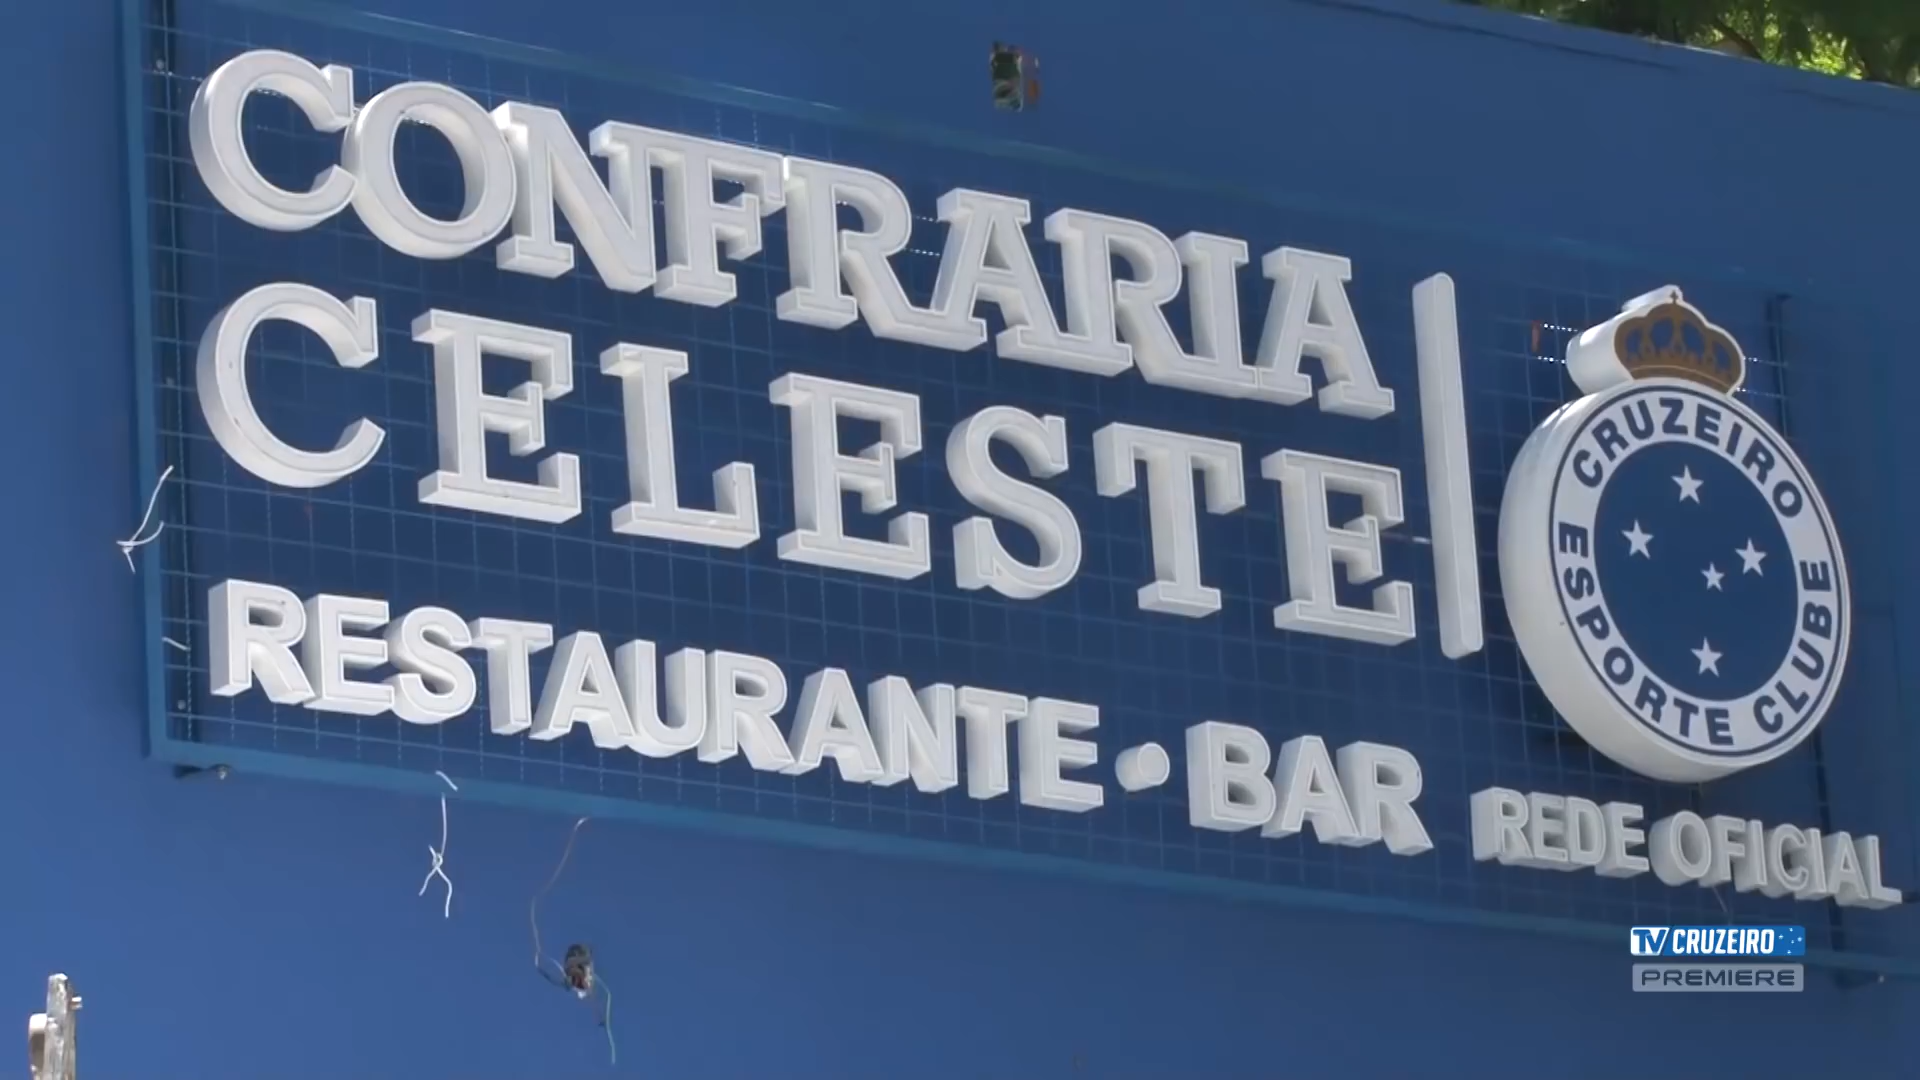 CONFRARIA
CELESTE
RESTAURANTE • BAR
CRUZEIRO
ESPORTE CLUBE
REDE OFICIAL
TV CRUZEIRO
PREMIERE